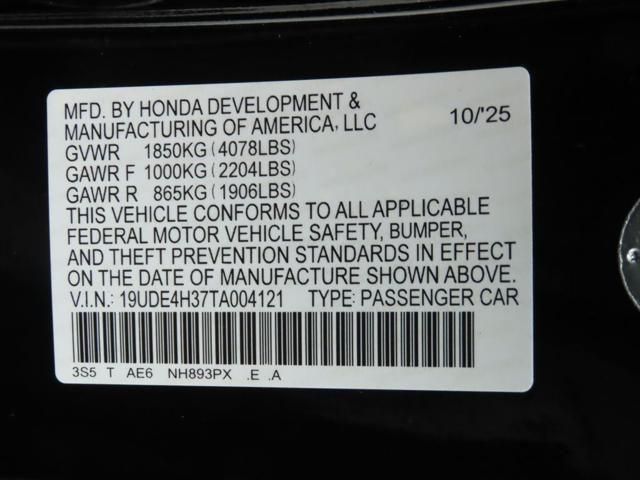 MFD. BY HONDA DEVELOPMENT &
MANUFACTURING OF AMERICA, LLC 10/'25
GVWR 1850KG(4078LBS)
GAWR F 1000KG(2204LBS)
GAWR R 865KG(1906LBS)
THIS VEHICLE CONFORMS TO ALL APPLICABLE
FEDERAL MOTOR VEHICLE SAFETY, BUMPER,
AND THEFT PREVENTION STANDARDS IN EFFECT
ON THE DATE OF MANUFACTURE SHOWN ABOVE.
V.I.N.: 19UDE4H37TA004121 TYPE: PASSENGER CAR
3S5 T AE6 NH893PX .E .A